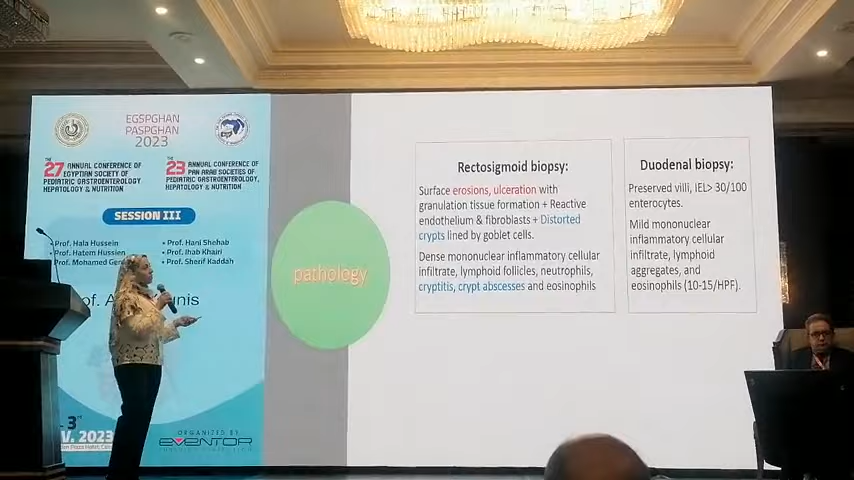 EGSPGHAN
PASPGHAN
2023
THE 27 ANNUAL CONFERENCE OF
EGYPTIAN SOCIETY OF
PEDIATRIC GASTROENTEROLOGY
HEPATOLOGY & NUTRITION
THE 23 ANNUAL CONFERENCE OF
PAN ARAB SOCIETIES OF
PEDIATRIC GASTROENTEROLOGY,
HEPATOLOGY & NUTRITION
SESSION III
Prof. Hala Hussein
Prof. Hatem Hussien
Prof. Mohamed
• Prof. Hani Shehab
• Prof. Ihab Khairi
• Prof. Sherif Kaddah
3rd
2023
ORGANIZED BY
EVENTOR
pathology
Rectosigmoid biopsy:
Surface erosions, ulceration with
granulation tissue formation + Reactive
endothelium & fibroblasts + Distorted
crypts lined by goblet cells.
Dense mononuclear inflammatory cellular
infiltrate, lymphoid follicles, neutrophils,
cryptitis, crypt abscesses and eosinophils
Duodenal biopsy:
Preserved villi, IEL> 30/100
enterocytes.
Mild mononuclear
inflammatory cellular
infiltrate, lymphoid
aggregates, and
eosinophils (10-15/HPF).